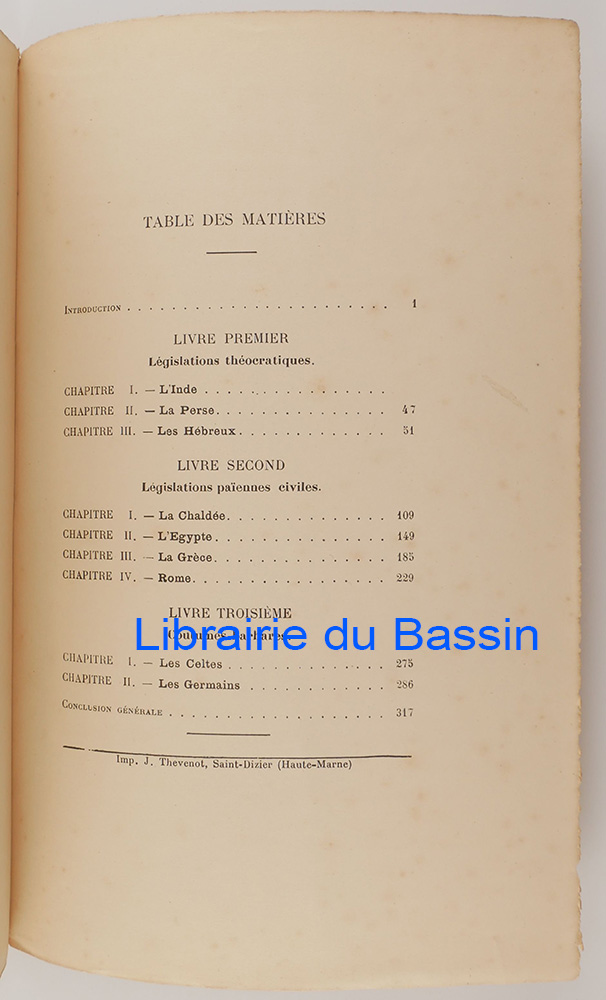 TABLE DES MATIÈRES
INTRODUCTION . . . . . . . . . . . . . . . . . . . . . . 1
LIVRE PREMIER
Législations théocratiques.
CHAPITRE I. — L'Inde . . . . . . . . . . . . . .
CHAPITRE II. — La Perse. . . . . . . . . . . . . . 47
CHAPITRE III. — Les Hébreux. . . . . . . . . . . . 51
LIVRE SECOND
Législations païennes civiles.
CHAPITRE I. — La Chaldée. . . . . . . . . . . . . 109
CHAPITRE II. — L'Egypte . . . . . . . . . . . . . 149
CHAPITRE III. — La Grèce. . . . . . . . . . . . . 185
CHAPITRE IV. — Rome. . . . . . . . . . . . . . . 229
LIVRE TROISIÈME
Coutumes barbares.
Librairie du Bassin
CHAPITRE I. — Les Celtes . . . . . . . . . . . . 275
CHAPITRE II. — Les Germains . . . . . . . . . . . 286
CONCLUSION GÉNÉRALE . . . . . . . . . . . . . . . . . 317
Imp. J. Thevenot, Saint-Dizier (Haute-Marne)